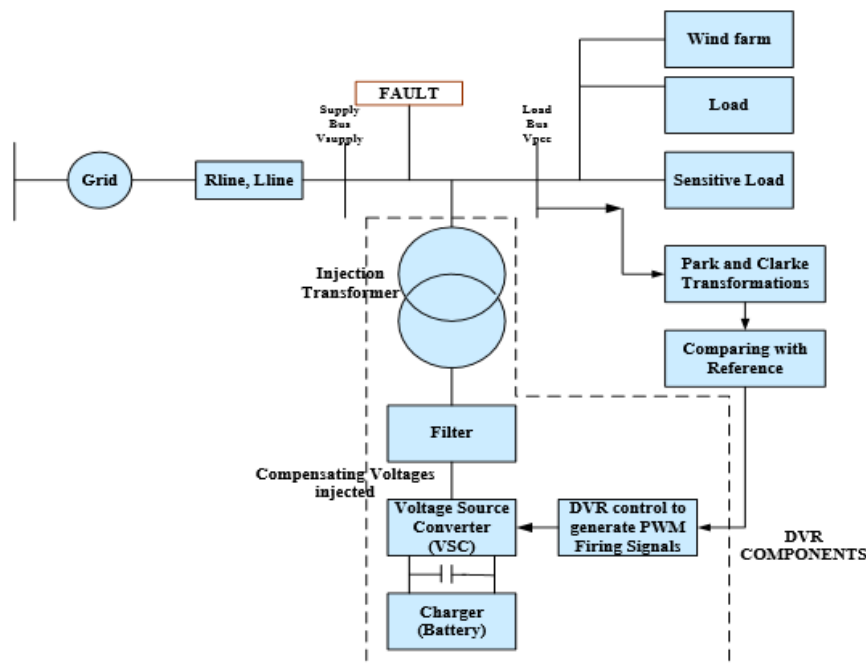 Wind farm
FAULT
Supply
Bus
Vsupply
Load
Bus
Vpcc
Load
Grid
Rline, Lline
Sensitive Load
Injection
Transformer
Park and Clarke
Transformations
Comparing with
Reference
Filter
Compensating Voltages
injected
Voltage Source
Converter
(VSC)
DVR control to
generate PWM
Firing Signals
DVR
COMPONENTS
Charger
(Battery)